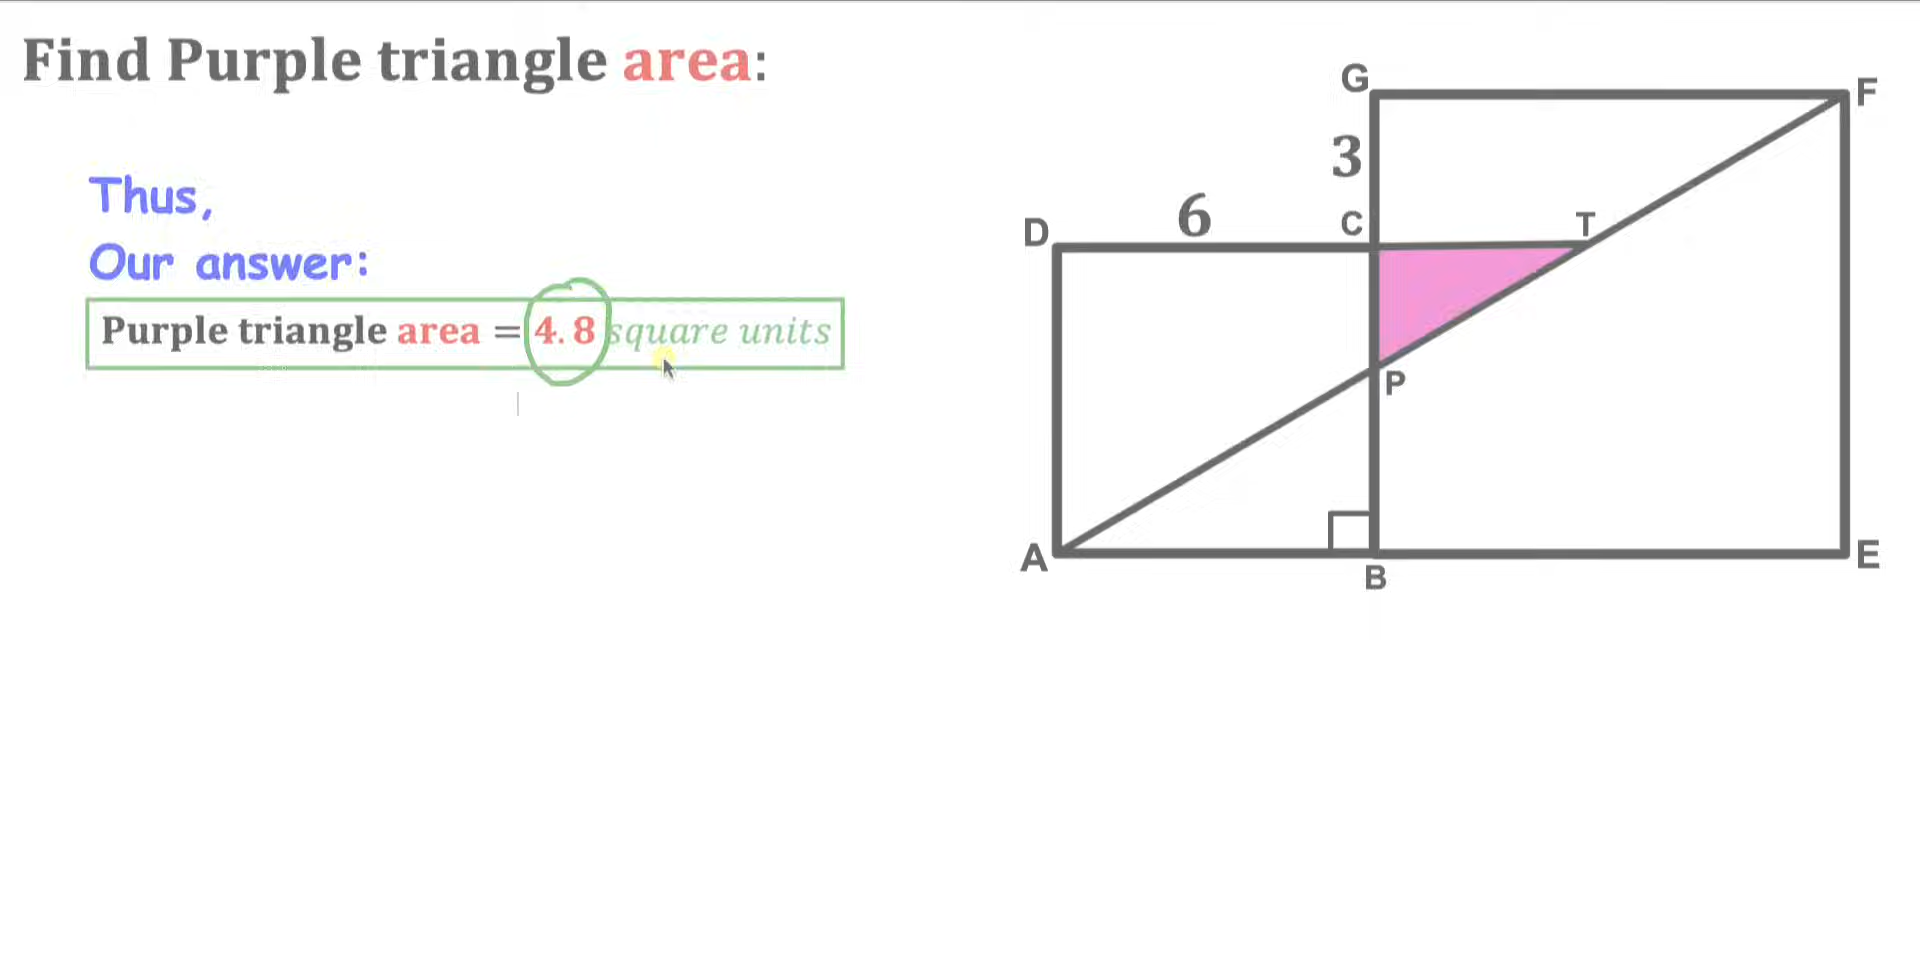 Find Purple triangle area:
Thus,
Our answer:
Purple triangle area = 4.8 square units
G
F
3
6
D
C
T
P
A
B
E